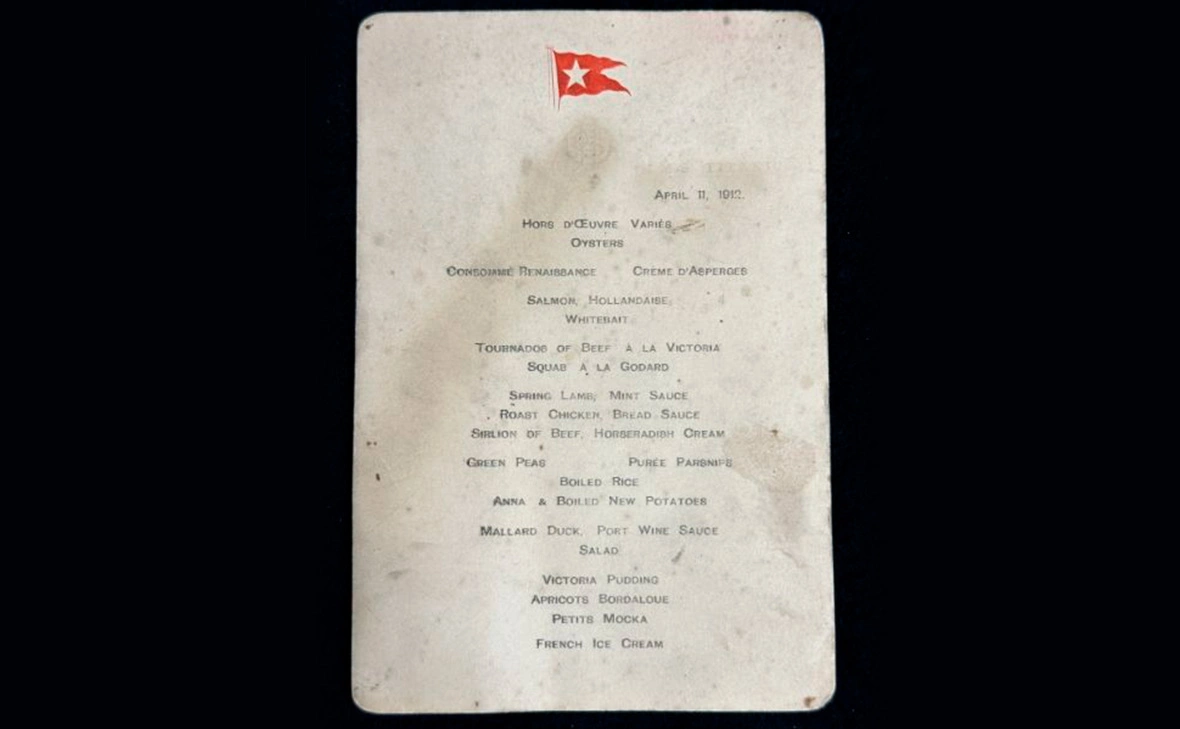 April 11, 1912.
Hors d'Œuvre Variés
Oysters
Consommé Renaissance Crème d'Asperges
Salmon, Hollandaise
Whitebait
Tournados of Beef à la Victoria
Squab à la Godard
Spring Lamb, Mint Sauce
Roast Chicken, Bread Sauce
Sirlion of Beef, Horseradish Cream
Green Peas Purée Parsnips
Boiled Rice
Anna & Boiled New Potatoes
Mallard Duck, Port Wine Sauce
Salad
Victoria Pudding
Apricots Bordaloue
Petits Mocka
French Ice Cream